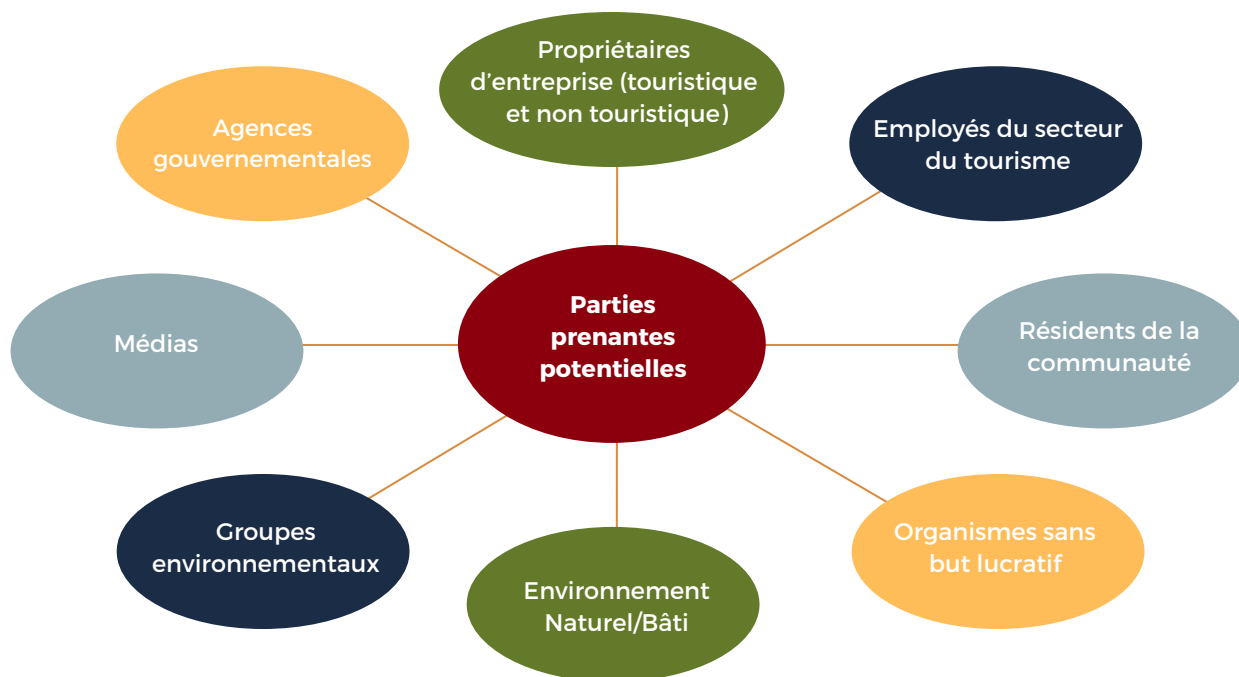 Propriétaires
d’entreprise (touristique
et non touristique)
Agences
gouvernementales
Employés du secteur
du tourisme
Médias
Parties
prenantes
potentielles
Résidents de la
communauté
Groupes
environnementaux
Environnement
Naturel/Bâti
Organismes sans
but lucratif